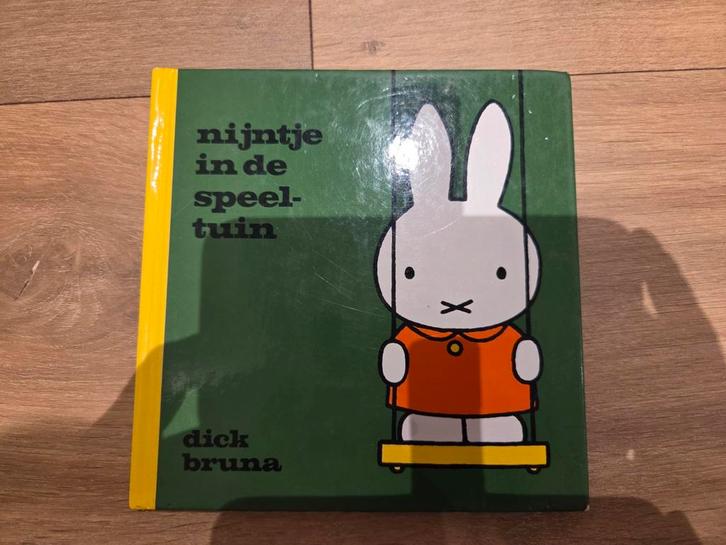 nijntje
in de
speel-
tuin
dick
bruna